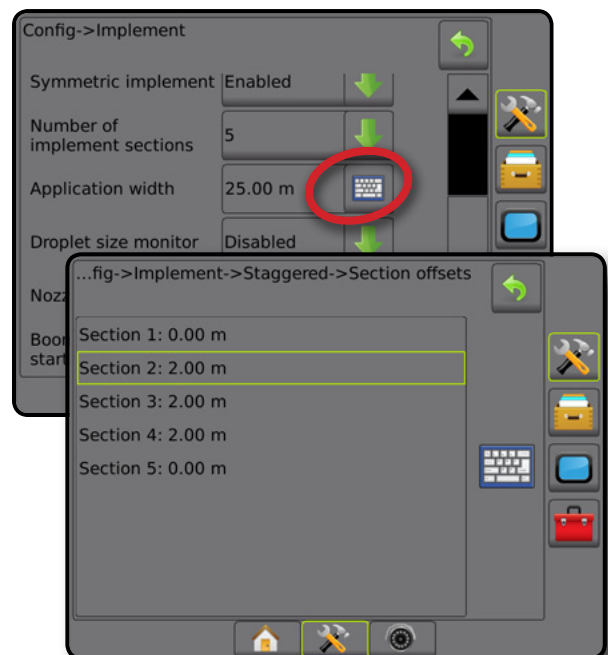 Config->Implement
Symmetric implement Enabled
Number of
implement sections 5
Application width 25.00 m
Droplet size monitor Disabled
...fig->Implement->Staggered->Section offsets
Section 1: 0.00 m
Section 2: 2.00 m
Section 3: 2.00 m
Section 4: 2.00 m
Section 5: 0.00 m